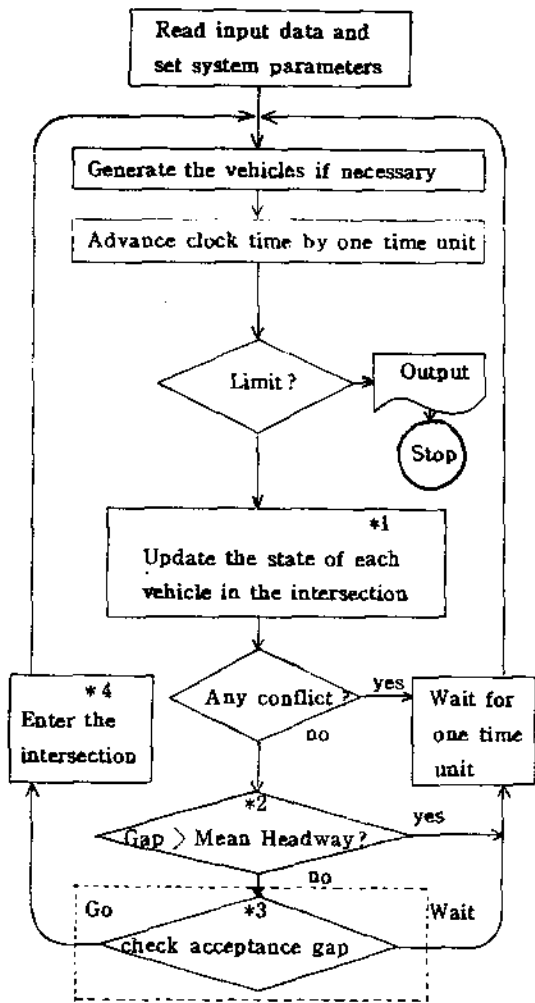 Read input data and
set system parameters
Generate the vehicles if necessary
Advance clock time by one time unit
Limit?
Output
Stop
*1
Update the state of each
vehicle in the intersection
Any conflict?
yes
no
Wait for
one time
unit
*4
Enter the
intersection
*2
Gap > Mean Headway?
yes
no
Go
*3
Wait
check acceptance gap